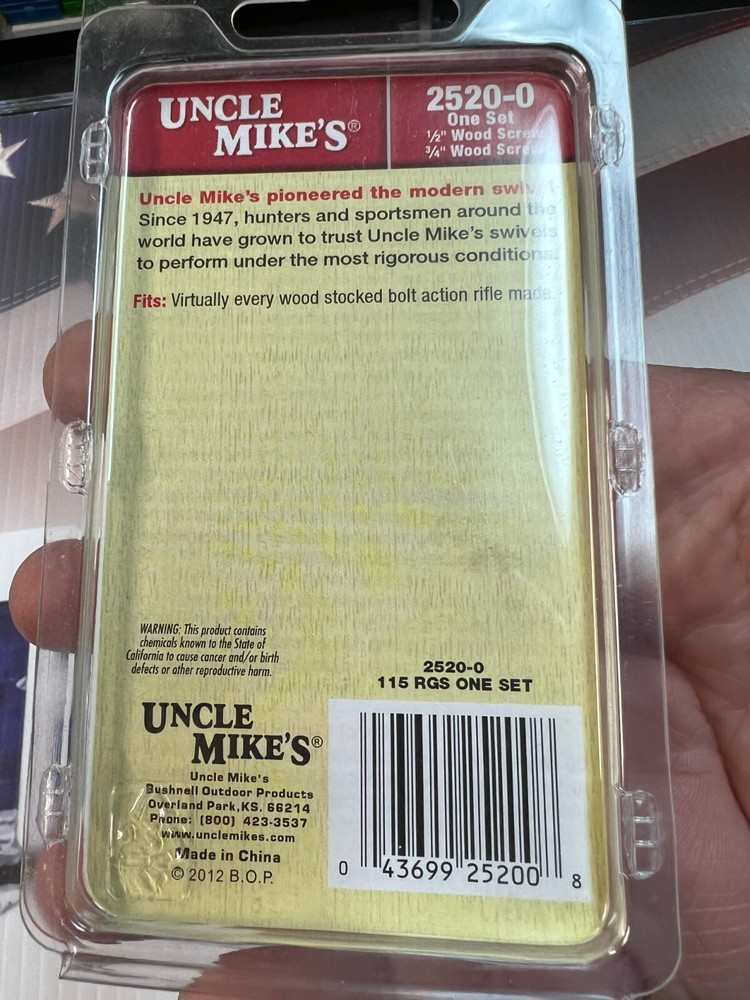 UNCLE
MIKE'S®
2520-0
One Set
½" Wood Screw
¾" Wood Screw
Uncle Mike's pioneered the modern swivel
Since 1947, hunters and sportsmen around the
world have grown to trust Uncle Mike's swivels
to perform under the most rigorous conditions.
Fits: Virtually every wood stocked bolt action rifle made.
WARNING: This product contains
chemicals known to the State of
California to cause cancer and/or birth
defects or other reproductive harm.
2520-0
115 RGS ONE SET
UNCLE
MIKE'S®
Uncle Mike's
Bushnell Outdoor Products
Overland Park,KS. 66214
Phone: (800) 423-3537
www.unclemikes.com
Made in China
© 2012 B.O.P.
0 43699 25200 8